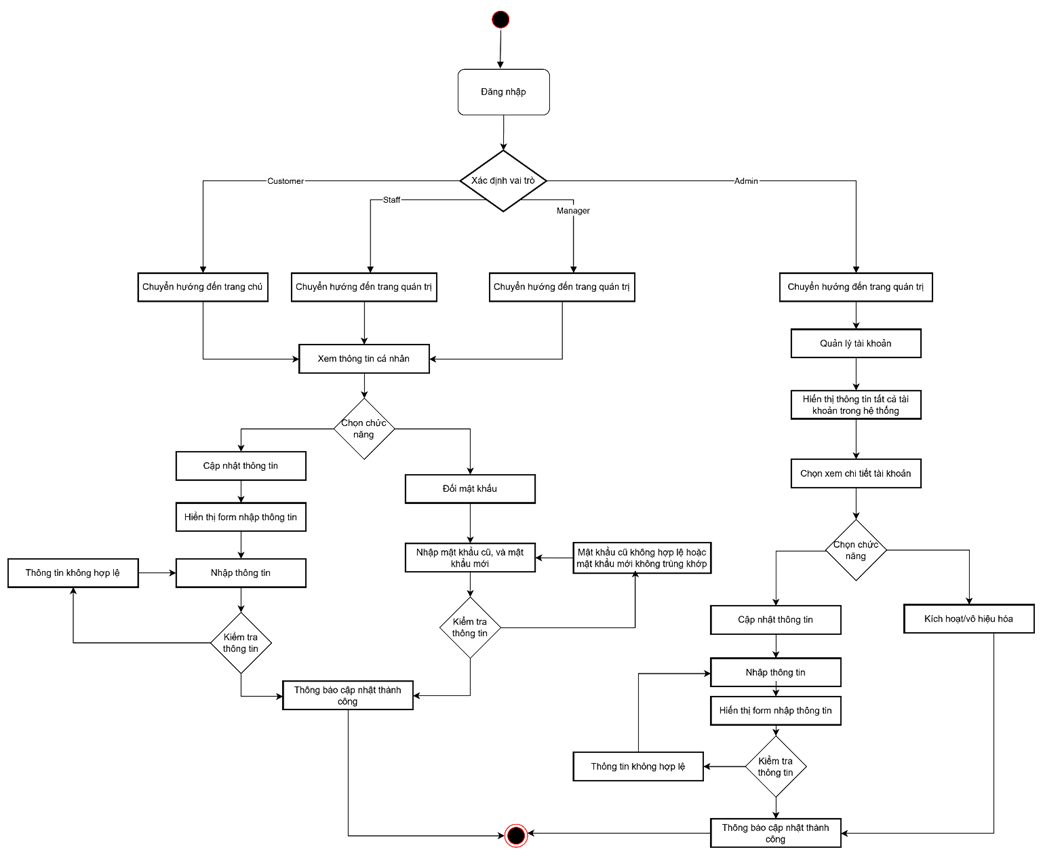 Đăng nhập
Xác định vai trò
Customer
Admin
Staff
Manager
Chuyển hướng đến trang chủ
Chuyển hướng đến trang quản trị
Chuyển hướng đến trang quản trị
Chuyển hướng đến trang quản trị
Quản lý tài khoản
Xem thông tin cá nhân
Hiển thị thông tin tất cả tài
khoản trong hệ thống
Chọn chức
năng
Cập nhật thông tin
Chọn xem chi tiết tài khoản
Đổi mật khẩu
Hiển thị form nhập thông tin
Chọn chức
năng
Nhập mật khẩu cũ, và mật
khẩu mới
Mật khẩu cũ không hợp lệ hoặc
mật khẩu mới không trùng khớp
Thông tin không hợp lệ
Nhập thông tin
Cập nhật thông tin
Kích hoạt/vô hiệu hóa
Kiểm tra
thông tin
Kiểm tra
thông tin
Nhập thông tin
Thông báo cập nhật thành
công
Hiển thị form nhập thông tin
Thông tin không hợp lệ
Kiểm tra
thông tin
Thông báo cập nhật thành
công